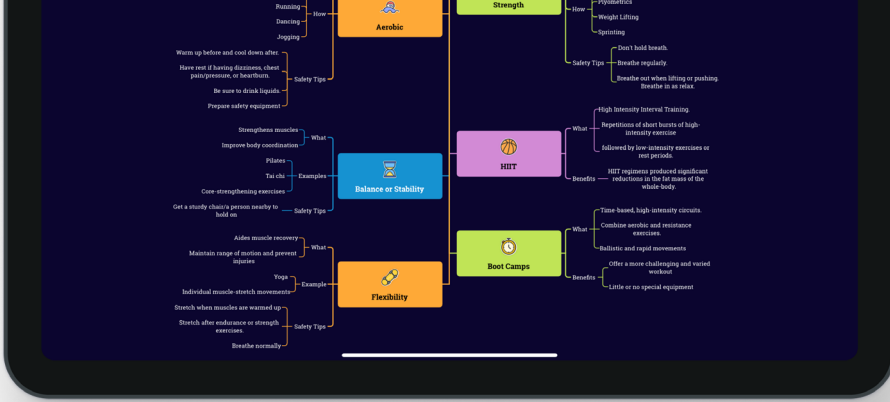 Running
Dancing
Jogging
How
Aerobic
Warm up before and cool down after.
Have rest if having dizziness, chest
pain/pressure, or heartburn.
Be sure to drink liquids.
Prepare safety equipment
Safety Tips
Strengthens muscles
Improve body coordination
What
Pilates
Tai chi
Core-strengthening exercises
Examples
Get a sturdy chair/a person nearby to
hold on
Safety Tips
Balance or Stability
Aides muscle recovery
Maintain range of motion and prevent
injuries
What
Yoga
Individual muscle-stretch movements
Example
Stretch when muscles are warmed up
Stretch after endurance or strength
exercises.
Breathe normally
Safety Tips
Flexibility
Strength
How
Plyometrics
Weight Lifting
Sprinting
Safety Tips
Don't hold breath.
Breathe regularly.
Breathe out when lifting or pushing.
Breathe in as relax.
HIIT
What
High Intensity Interval Training.
Repetitions of short bursts of high-
intensity exercise
followed by low-intensity exercises or
rest periods.
Benefits
HIIT regimens produced significant
reductions in the fat mass of the
whole-body.
Boot Camps
What
Time-based, high-intensity circuits.
Combine aerobic and resistance
exercises.
Ballistic and rapid movements
Benefits
Offer a more challenging and varied
workout
Little or no special equipment